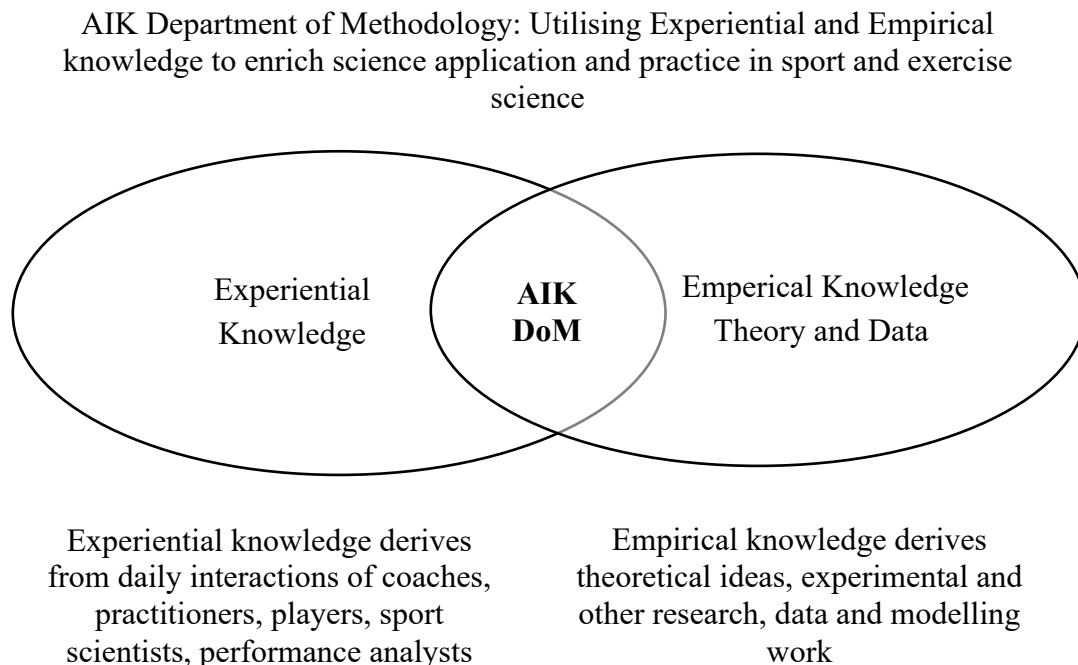 AIK Department of Methodology: Utilising Experiential and Empirical
knowledge to enrich science application and practice in sport and exercise
science
Experiential
Knowledge
AIK
DoM
Emperical Knowledge
Theory and Data
Experiential knowledge derives
from daily interactions of coaches,
practitioners, players, sport
scientists, performance analysts
Empirical knowledge derives
theoretical ideas, experimental and
other research, data and modelling
work